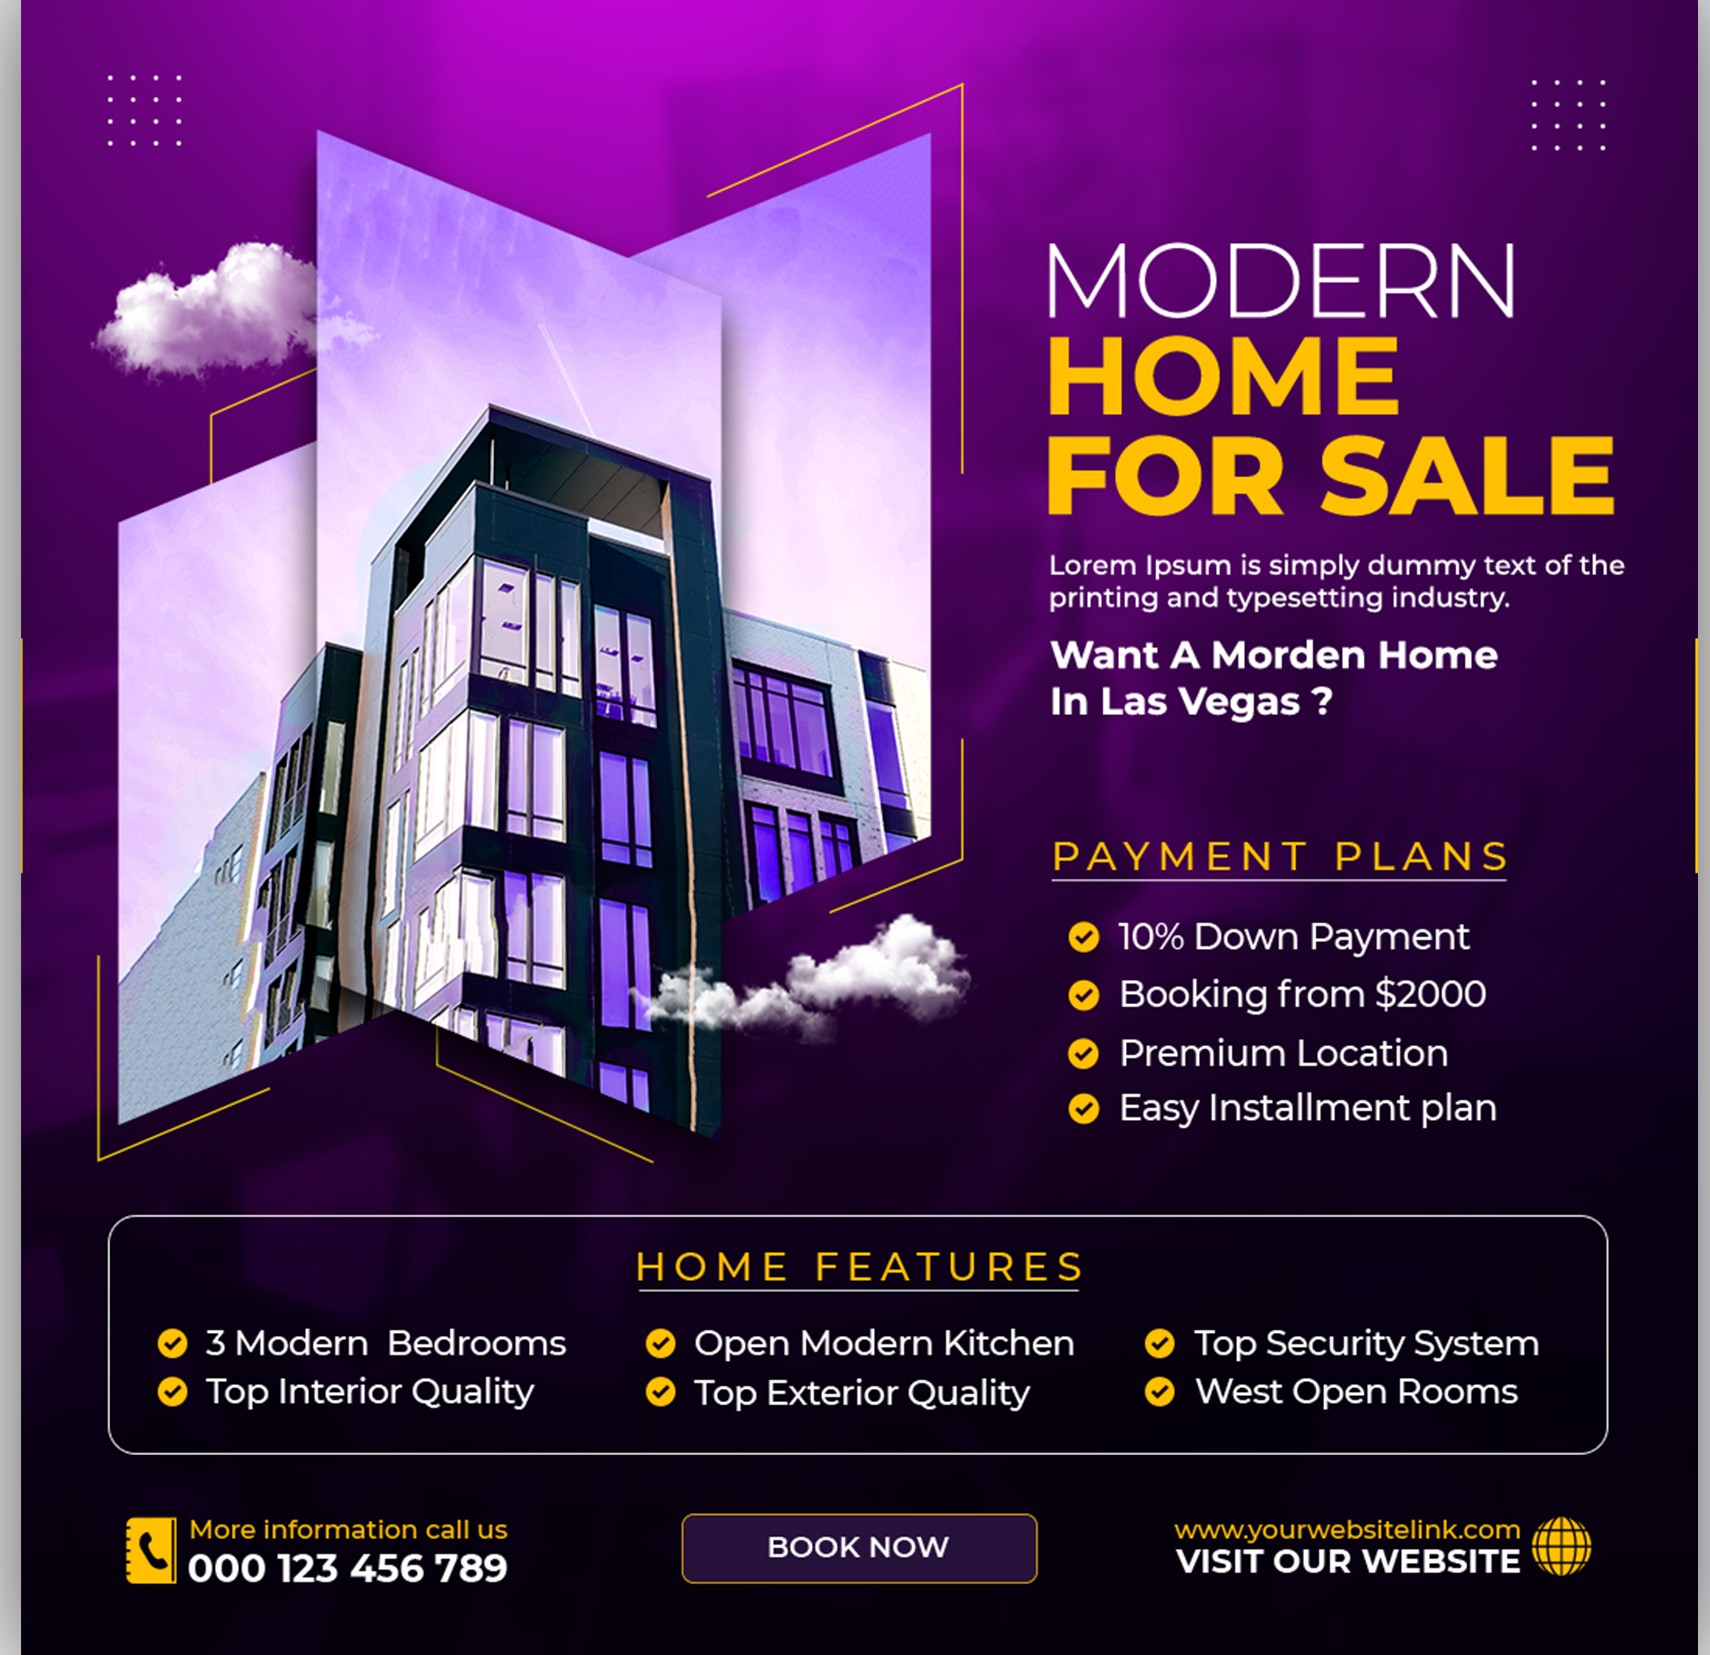 MODERN
HOME
FOR SALE
Lorem Ipsum is simply dummy text of the
printing and typesetting industry.
Want A Morden Home
In Las Vegas ?
PAYMENT PLANS
10% Down Payment
Booking from $2000
Premium Location
Easy Installment plan
HOME FEATURES
3 Modern  Bedrooms
Top Interior Quality
Open Modern Kitchen
Top Exterior Quality
Top Security System
West Open Rooms
More information call us
000 123 456 789
BOOK NOW
www.yourwebsitelink.com
VISIT OUR WEBSITE